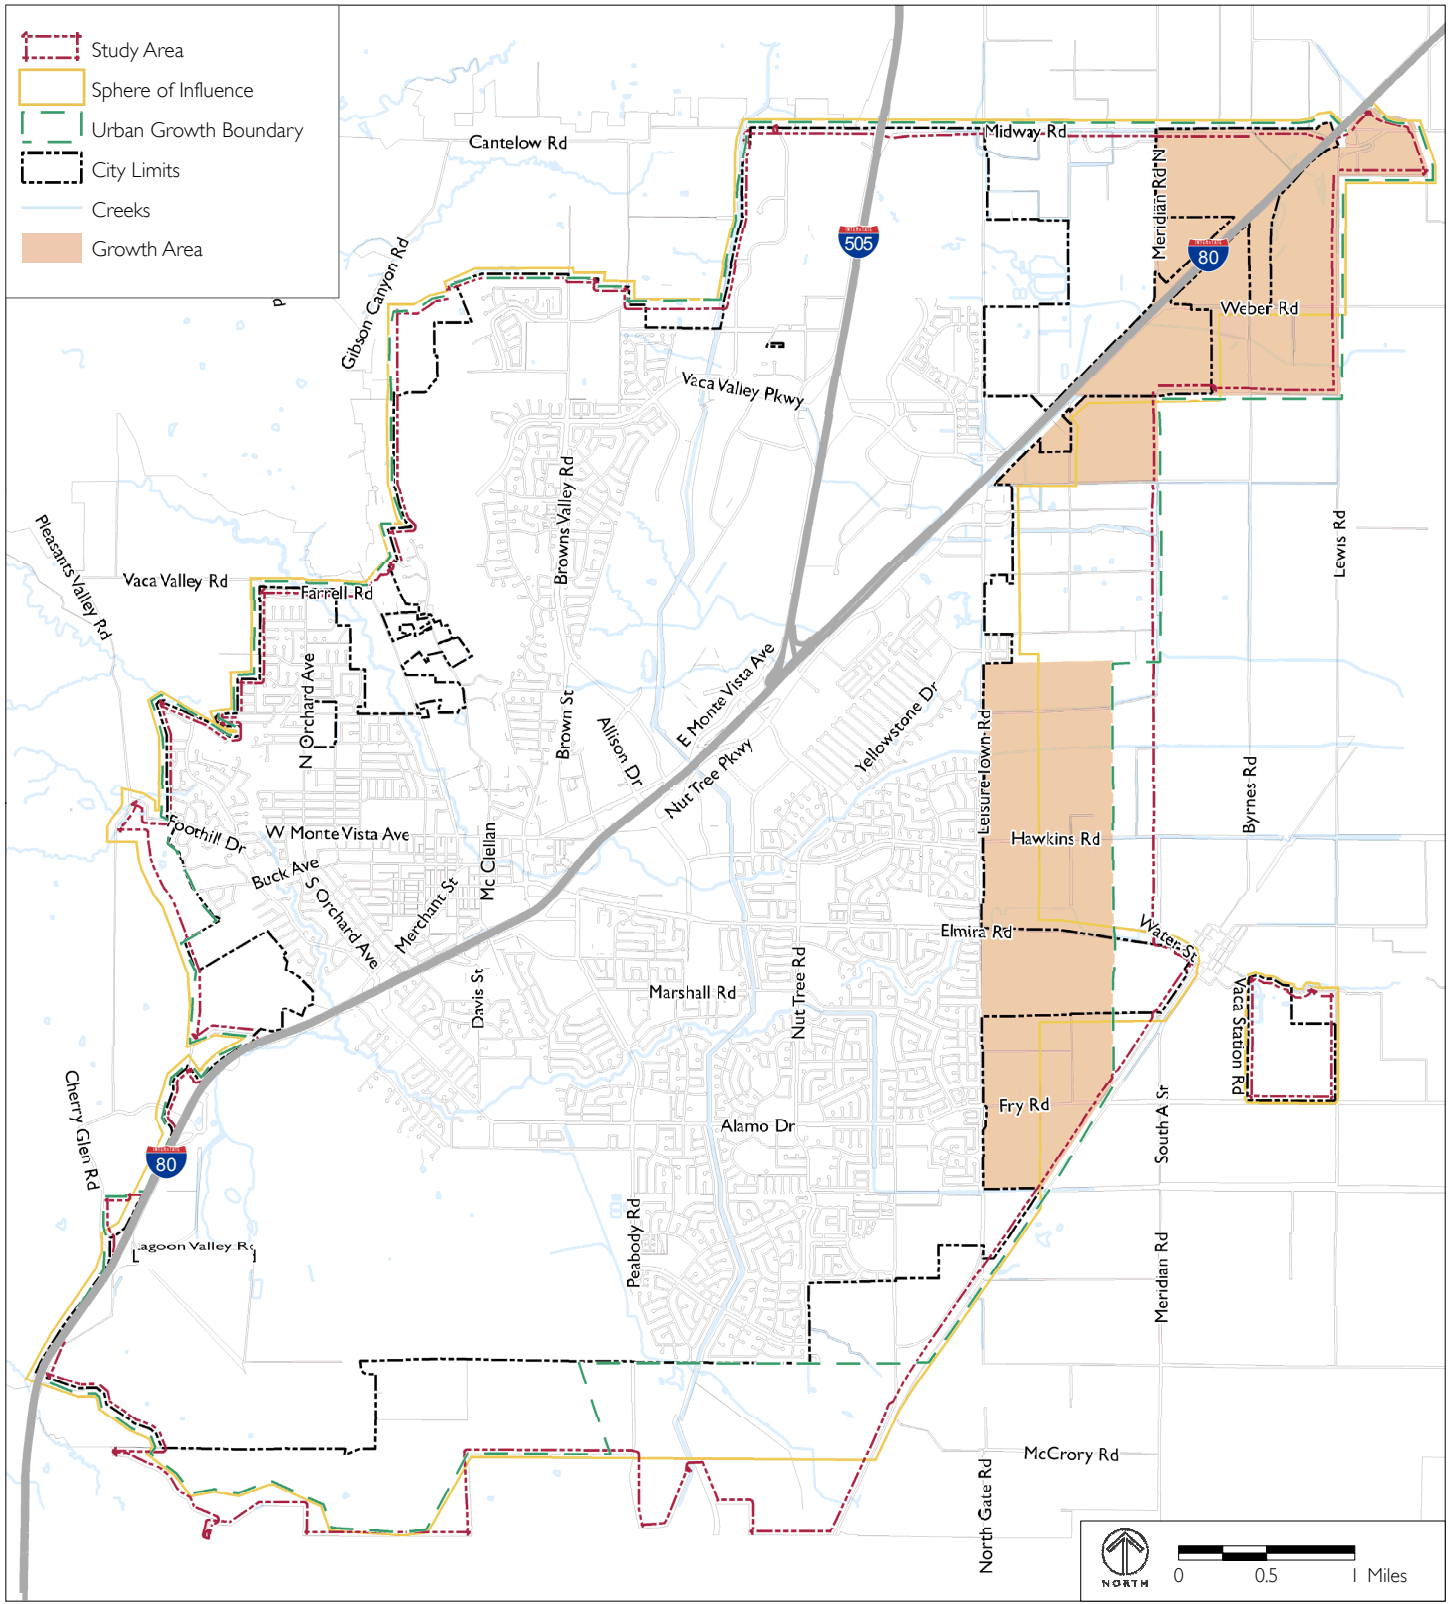 Study Area
Sphere of Influence
Urban Growth Boundary
City Limits
Creeks
Growth Area
Cantelow Rd
Midway Rd
Meridian Rd N
Gibson Canyon Rd
INTERSTATE
505
INTERSTATE
80
Weber Rd
Vaca Valley Pkwy
Browns Valley Rd
Lewis Rd
Pleasants Valley Rd
Vaca Valley Rd
Farrell Rd
N Orchard Ave
E Monte Vista Ave
Brown St
Allison Dr
Yellowstone Dr
Leisure Town Rd
Nut Tree Pkwy
Byrnes Rd
Foothill Dr
W Monte Vista Ave
Hawkins Rd
Mc Clellan
Buck Ave
S Orchard Ave
Merchant St
Elmira Rd
Water St
Davis St
Marshall Rd
Nut Tree Rd
Vaca Station Rd
Cherry Glen Rd
Fry Rd
South A St
Alamo Dr
INTERSTATE
80
Peabody Rd
agoon Valley R
Meridian Rd
McCrory Rd
North Gate Rd
NORTH
0 0.5 1 Miles